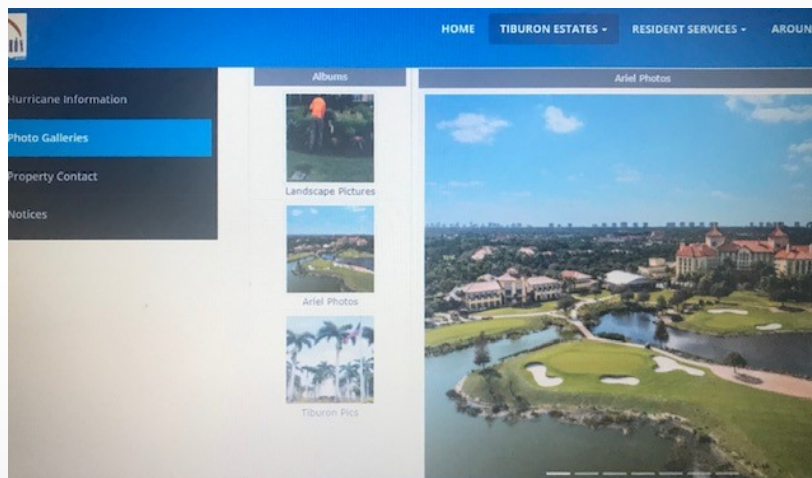 HOME TIBURON ESTATES RESIDENT SERVICES
Hurricane Information
Photo Galleries
Property Contact
Notices
Albums
Landscape Pictures
Ariel Photos
Tiburon Pics
Ariel Photos